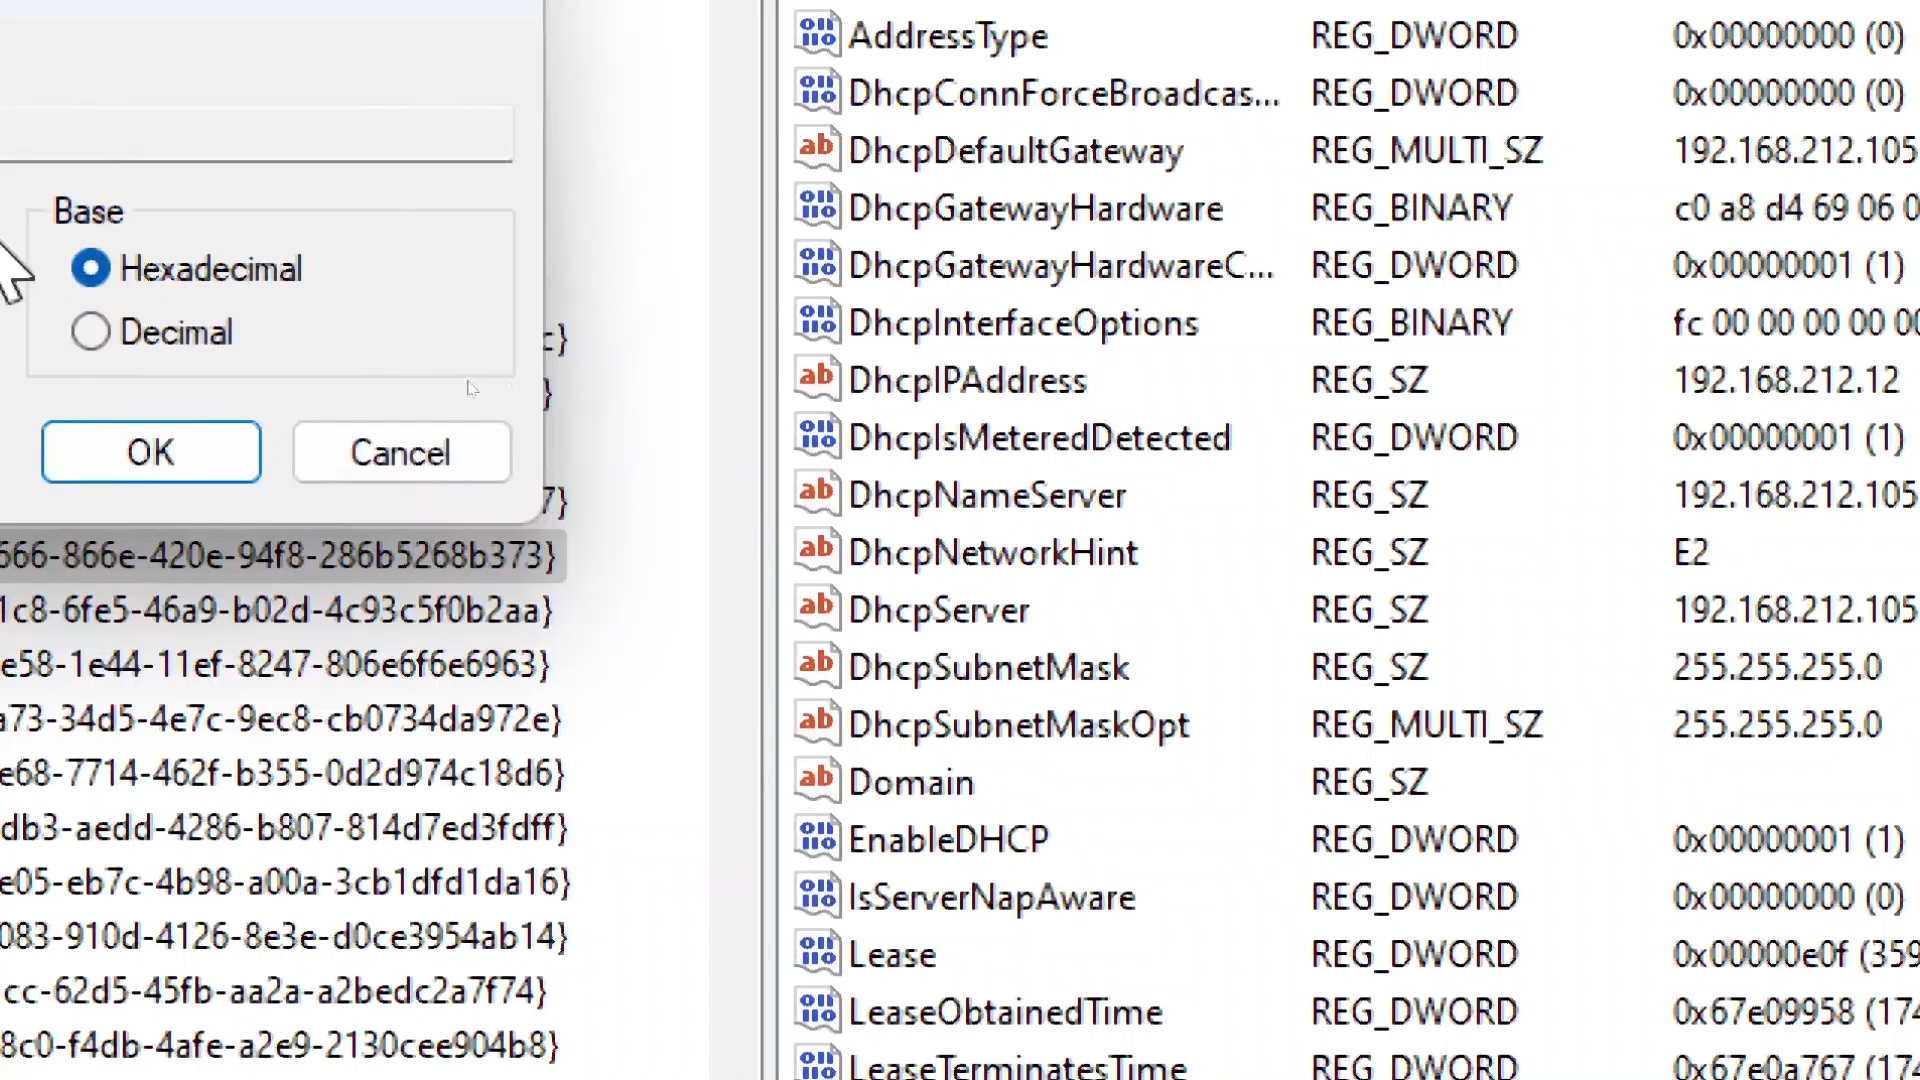 Base
Hexadecimal
Decimal
OK
Cancel
c}
}
7}
666-866e-420e-94f8-286b5268b373}
1c8-6fe5-46a9-b02d-4c93c5f0b2aa}
e58-1e44-11ef-8247-806e6f6e6963}
a73-34d5-4e7c-9ec8-cb0734da972e}
e68-7714-462f-b355-0d2d974c18d6}
db3-aedd-4286-b807-814d7ed3fdff}
e05-eb7c-4b98-a00a-3cb1dfd1da16}
083-910d-4126-8e3e-d0ce3954ab14}
cc-62d5-45fb-aa2a-a2bedc2a7f74}
8c0-f4db-4afe-a2e9-2130cee904b8}
AddressType REG_DWORD 0x00000000 (0)
DhcpConnForceBroadcas... REG_DWORD 0x00000000 (0)
DhcpDefaultGateway REG_MULTI_SZ 192.168.212.105
DhcpGatewayHardware REG_BINARY c0 a8 d4 69 06 0
DhcpGatewayHardwareC... REG_DWORD 0x00000001 (1)
DhcpInterfaceOptions REG_BINARY fc 00 00 00 00 00
DhcpIPAddress REG_SZ 192.168.212.12
DhcpIsMeteredDetected REG_DWORD 0x00000001 (1)
DhcpNameServer REG_SZ 192.168.212.105
DhcpNetworkHint REG_SZ E2
DhcpServer REG_SZ 192.168.212.105
DhcpSubnetMask REG_SZ 255.255.255.0
DhcpSubnetMaskOpt REG_MULTI_SZ 255.255.255.0
Domain REG_SZ
EnableDHCP REG_DWORD 0x00000001 (1)
IsServerNapAware REG_DWORD 0x00000000 (0)
Lease REG_DWORD 0x00000e0f (359
LeaseObtainedTime REG_DWORD 0x67e09958 (174
LeaseTerminatesTime REG_DWORD 0x67e0a767 (174